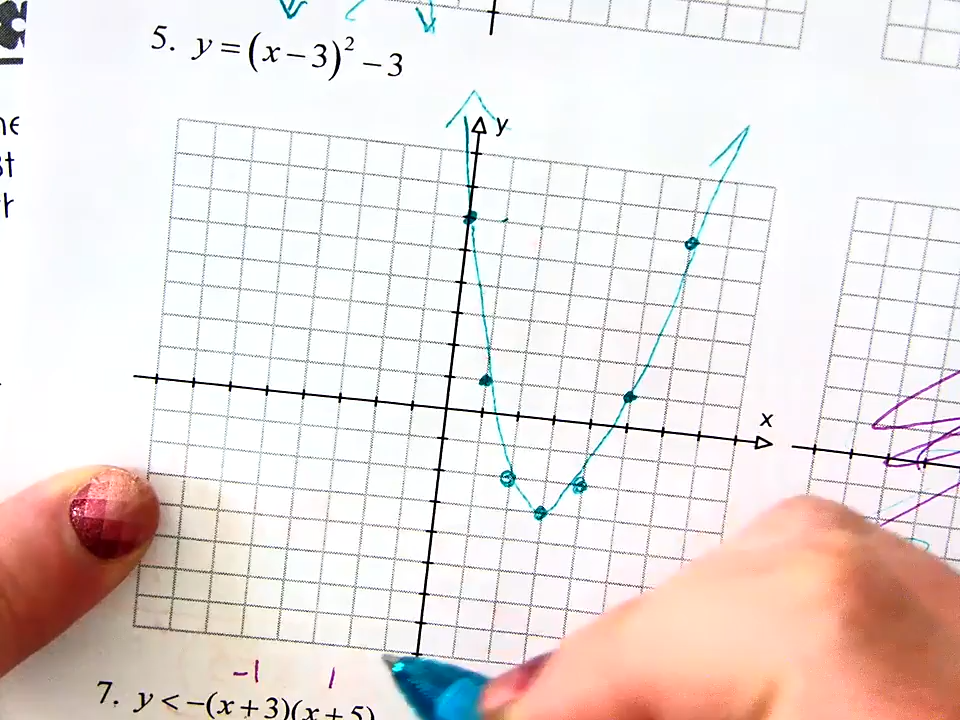 5. y = (x − 3)² − 3
y
x
−1 1
7. y < −(x + 3)(x + 5)